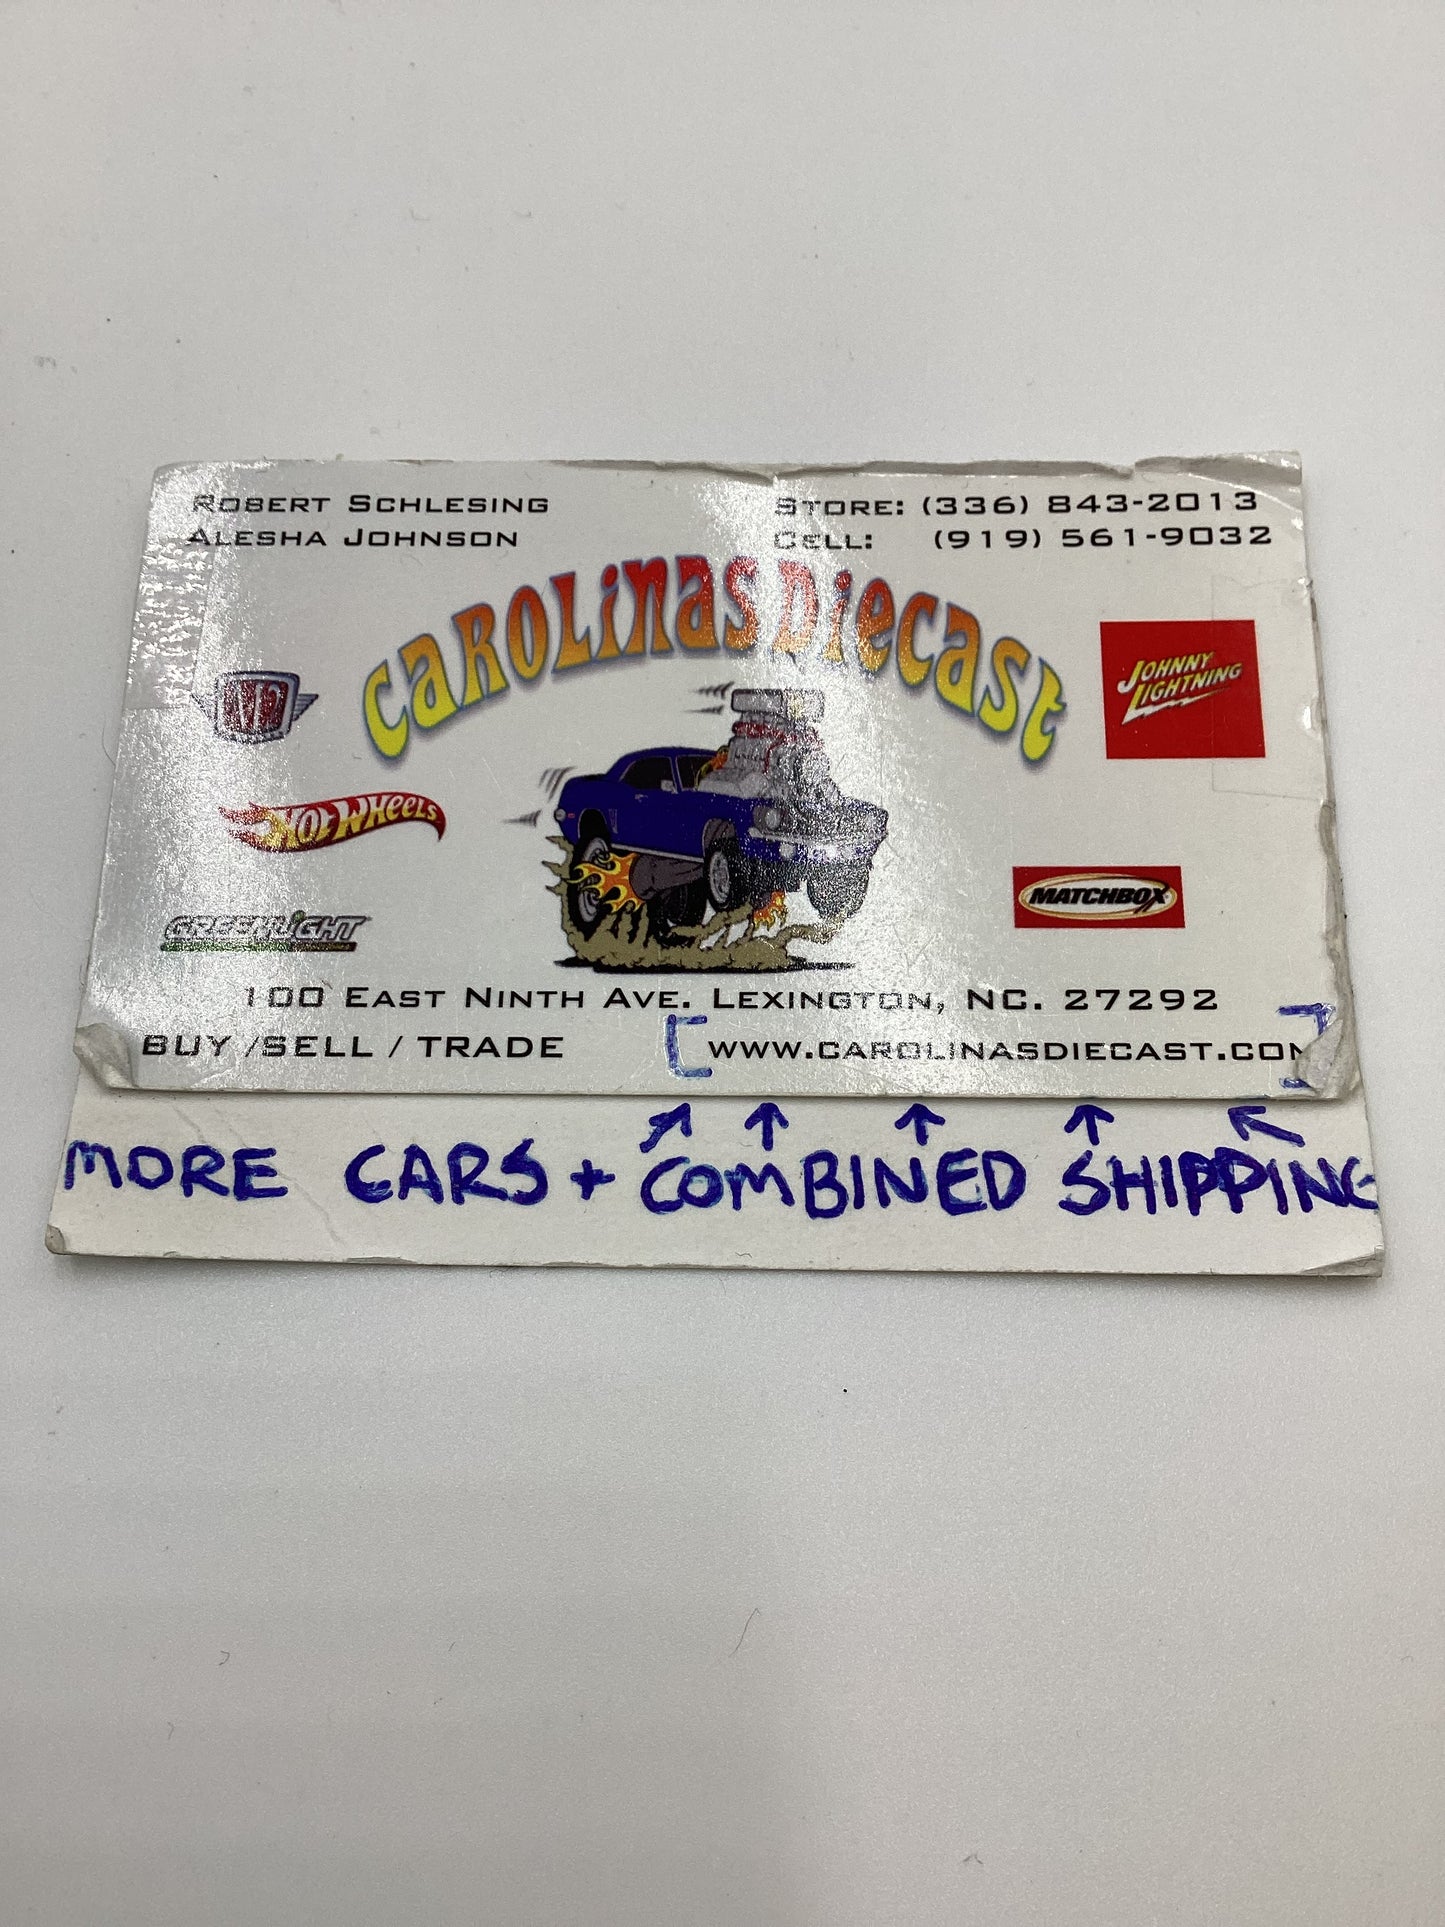 ROBERT SCHLESING
ALESHA JOHNSON
STORE: (336) 843-2013
CELL: (919) 561-9032
CAROLINAS DIECAST
M2
JOHNNY
LIGHTNING
HOT WHEELS
MATCHBOX
GREENLIGHT
100 EAST NINTH AVE. LEXINGTON, NC. 27292
BUY /SELL / TRADE [ WWW.CAROLINASDIECAST.COM ]
MORE CARS + COMBINED SHIPPING